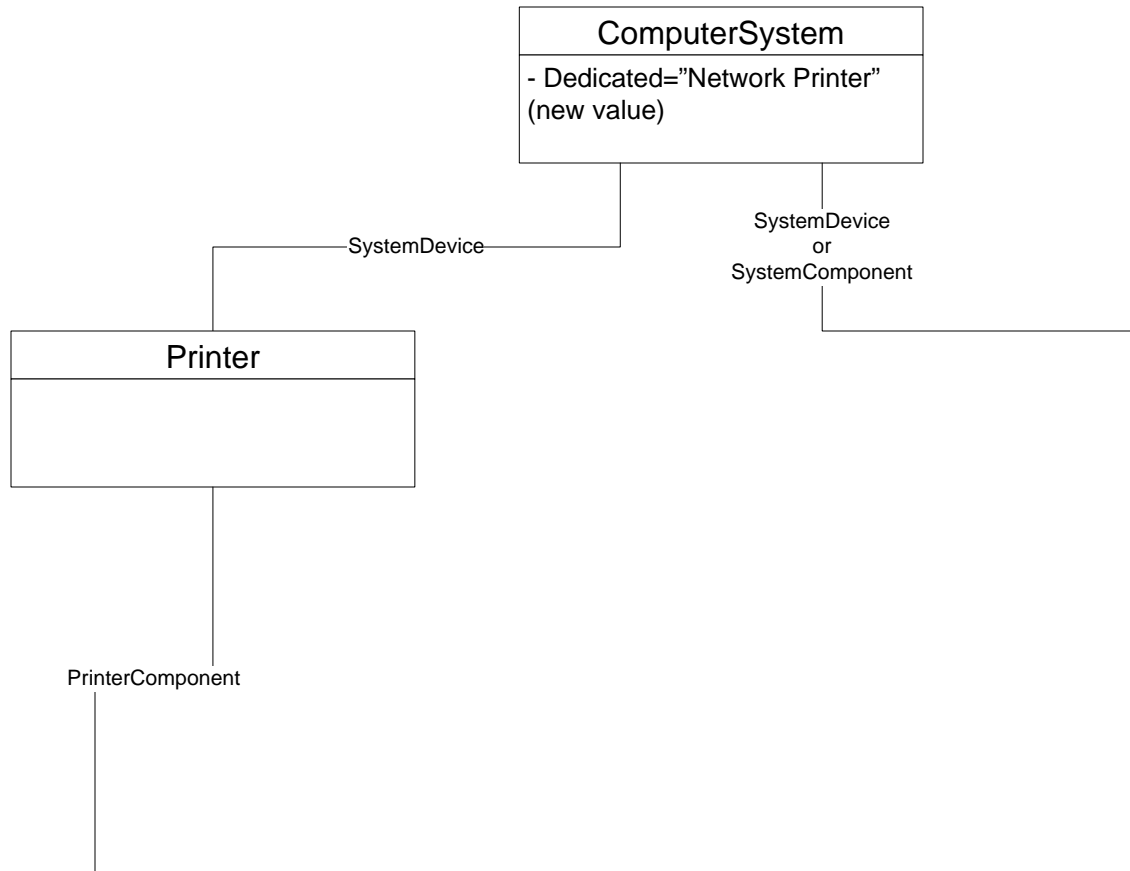 ComputerSystem
- Dedicated=”Network Printer”
(new value)
SystemDevice
or
SystemComponent
SystemDevice
Printer
PrinterComponent